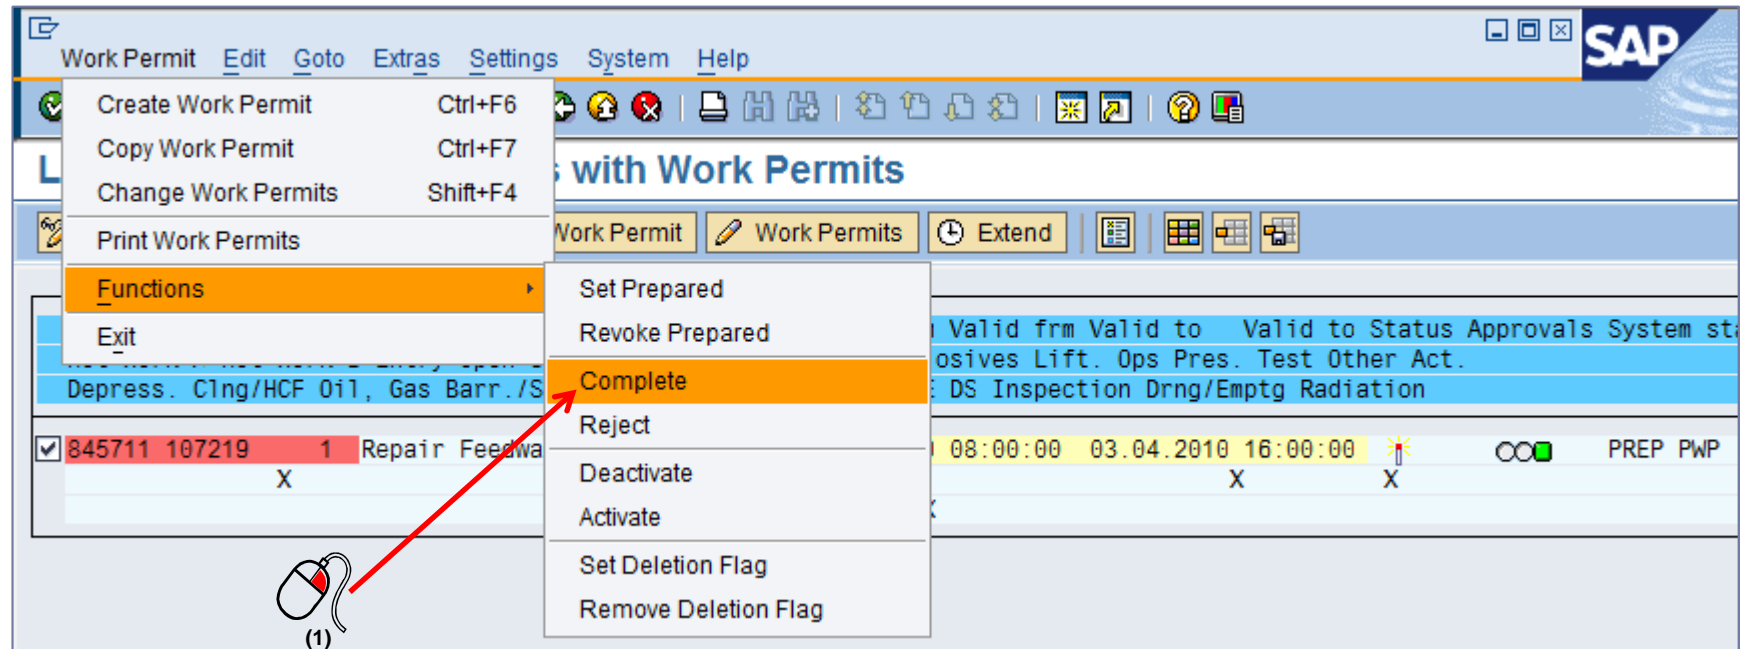 Work Permit Edit Goto Extras Settings System Help
SAP
Create Work Permit Ctrl+F6
Copy Work Permit Ctrl+F7
with Work Permits
Change Work Permits Shift+F4
Print Work Permits
Work Permit Work Permits Extend
Functions
Exit
Set Prepared
Revoke Prepared
Complete
Reject
Deactivate
Activate
Set Deletion Flag
Remove Deletion Flag
Valid frm Valid to Valid to Status Approvals System
Lift. Ops Pres. Test Other Act.
Depress. Clng/HCF Oil, Gas Barr./S DS Inspection Drng/Emptg Radiation
845711 107219 1 Repair 08:00:00 03.04.2010 16:00:00 PREP PWP
X X X
(1)